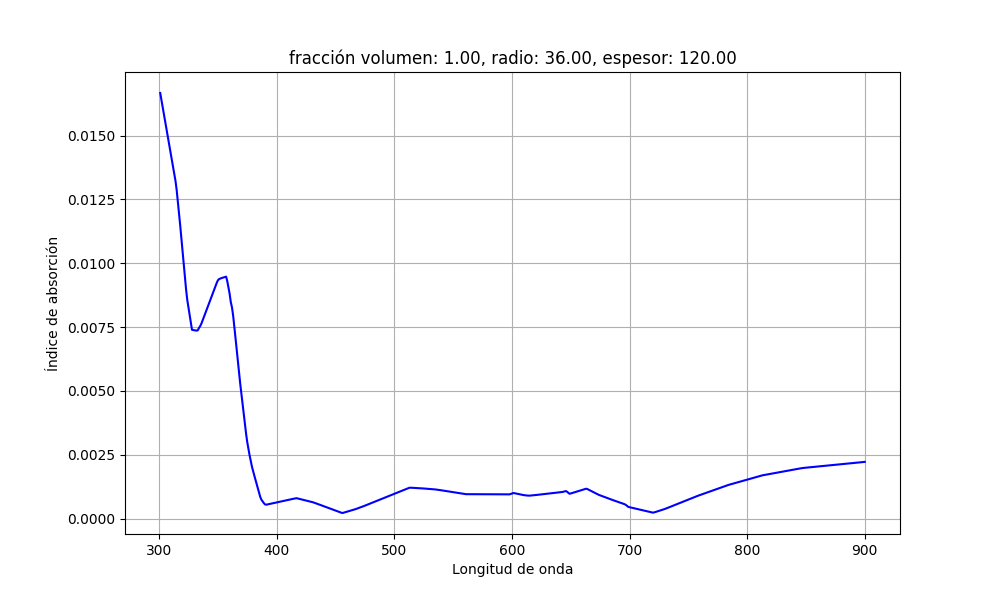 fracción volumen: 1.00, radio: 36.00, espesor: 120.00
0.0150
0.0125
0.0100
0.0075
0.0050
0.0025
0.0000
Índice de absorción
300 400 500 600 700 800 900
Longitud de onda